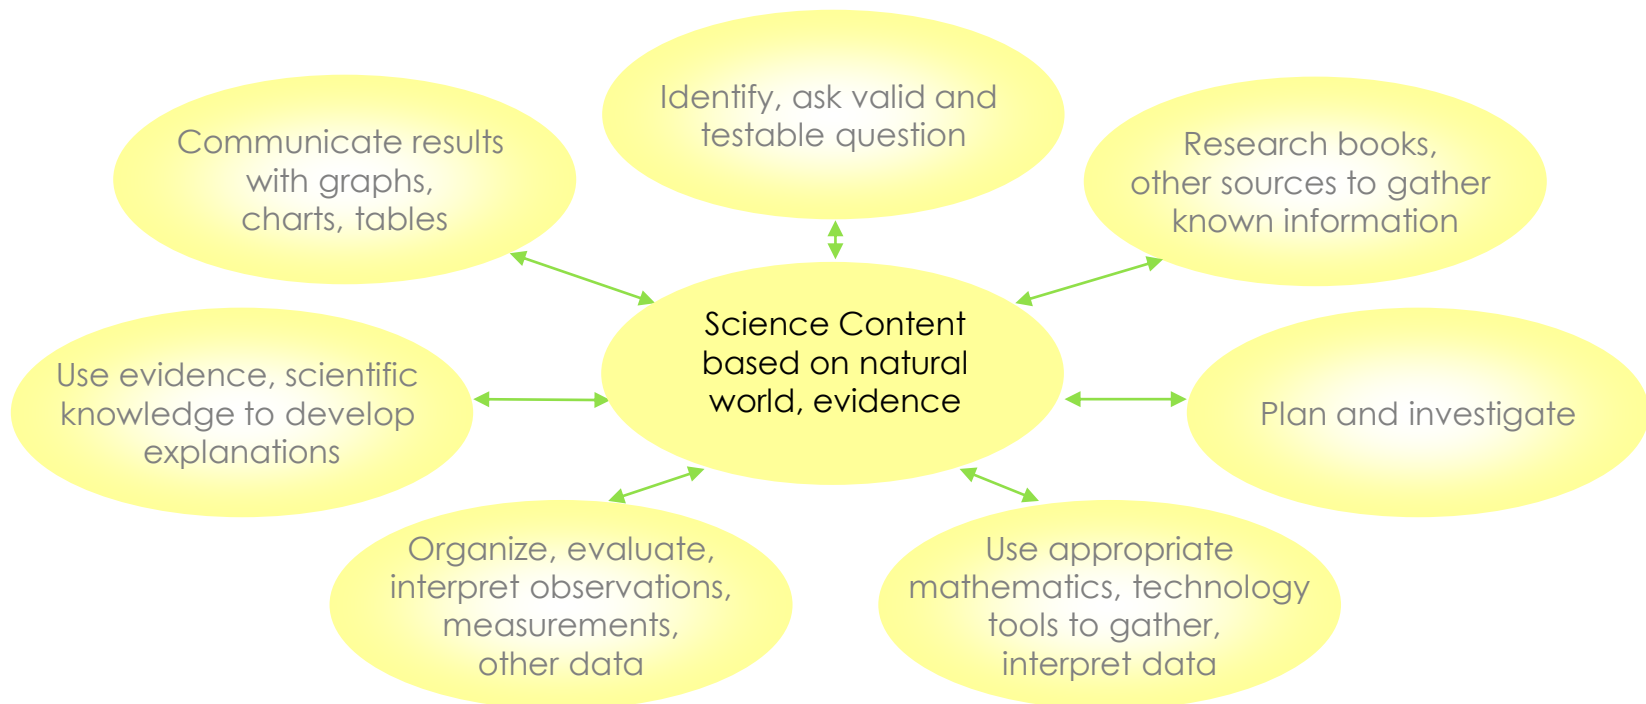 Identify, ask valid and
testable question
Communicate results
with graphs,
charts, tables
Research books,
other sources to gather
known information
Science Content
based on natural
world, evidence
Use evidence, scientific
knowledge to develop
explanations
Plan and investigate
Organize, evaluate,
interpret observations,
measurements,
other data
Use appropriate
mathematics, technology
tools to gather,
interpret data